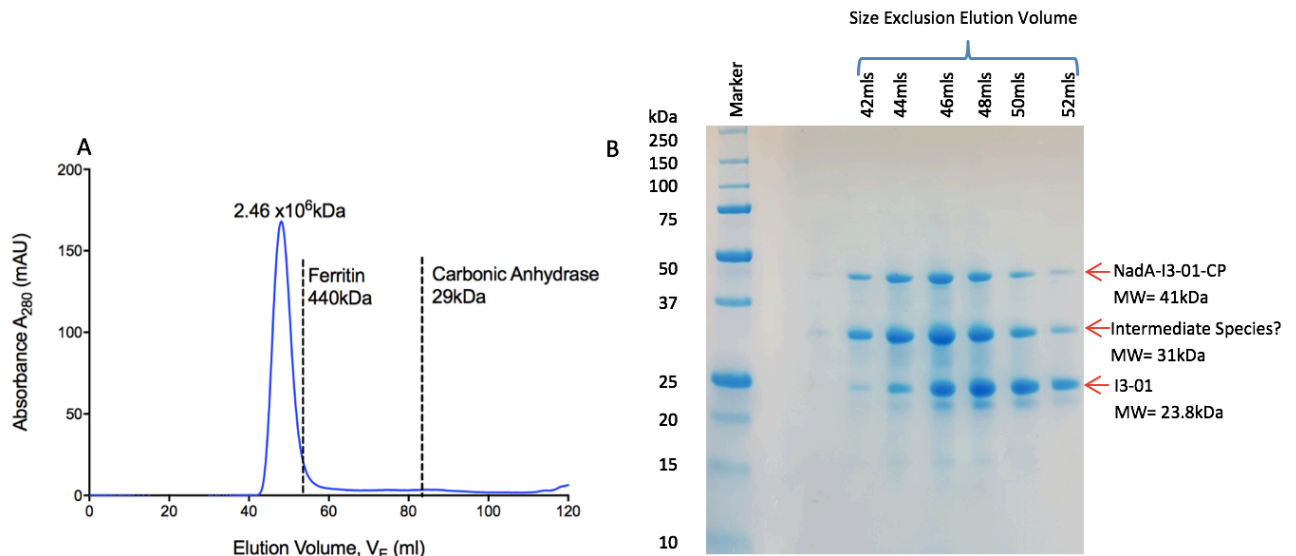 A
200
150
100
50
0
0
20
40
60
80
100
120
Absorbance A280 (mAU)
Elution Volume, VE (ml)
2.46 x10⁶kDa
Ferritin
440kDa
Carbonic Anhydrase
29kDa
B
Size Exclusion Elution Volume
Marker
42mls
44mls
46mls
48mls
50mls
52mls
kDa
250
150
100
75
50
37
25
20
15
10
NadA-I3-01-CP
MW= 41kDa
Intermediate Species?
MW= 31kDa
I3-01
MW= 23.8kDa